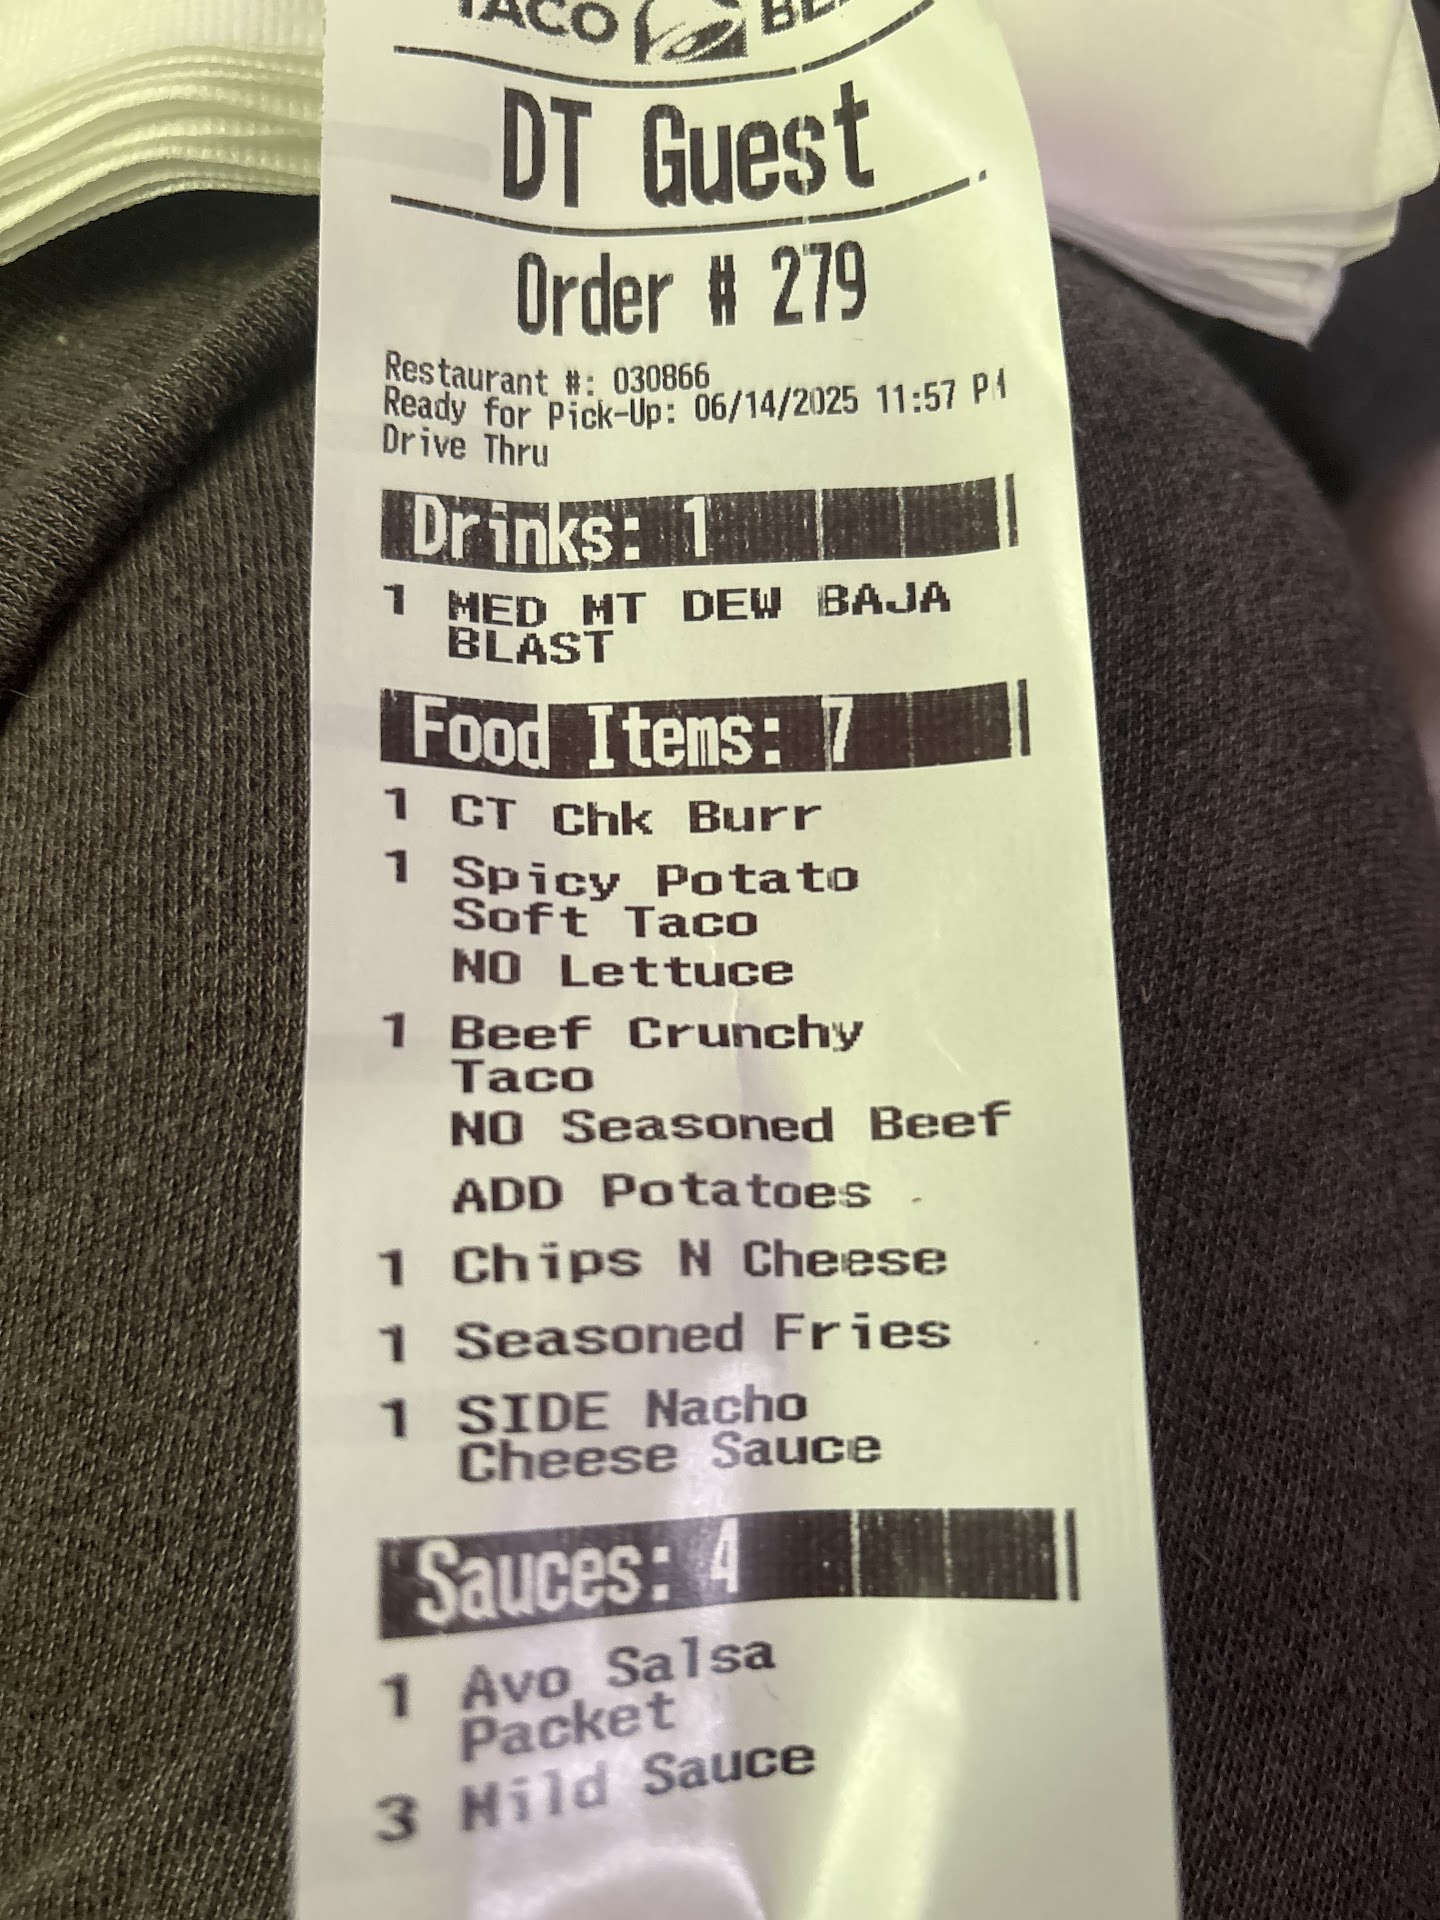 TACO BELL
DT Guest
Order # 279
Restaurant #: 030866
Ready for Pick-Up: 06/14/2025 11:57 PM
Drive Thru
Drinks: 1
1 MED MT DEW BAJA
BLAST
Food Items: 7
1 CT Chk Burr
1 Spicy Potato
Soft Taco
NO Lettuce
1 Beef Crunchy
Taco
NO Seasoned Beef
ADD Potatoes
1 Chips N Cheese
1 Seasoned Fries
1 SIDE Nacho
Cheese Sauce
Sauces: 4
1 Avo Salsa
Packet
3 Mild Sauce